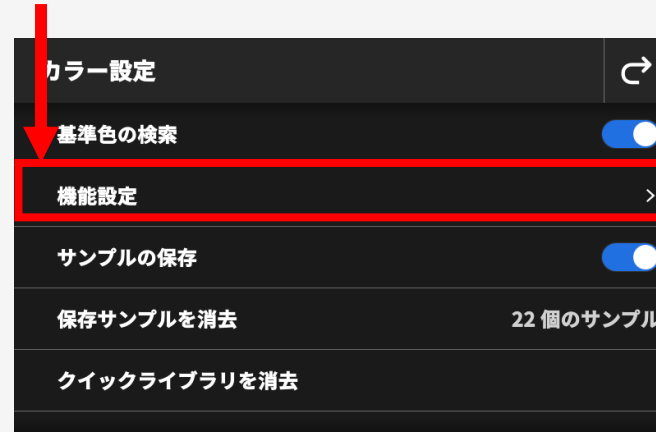 カラー設定
基準色の検索
機能設定
サンプルの保存
保存サンプルを消去
22 個のサンプル
クイックライブラリを消去